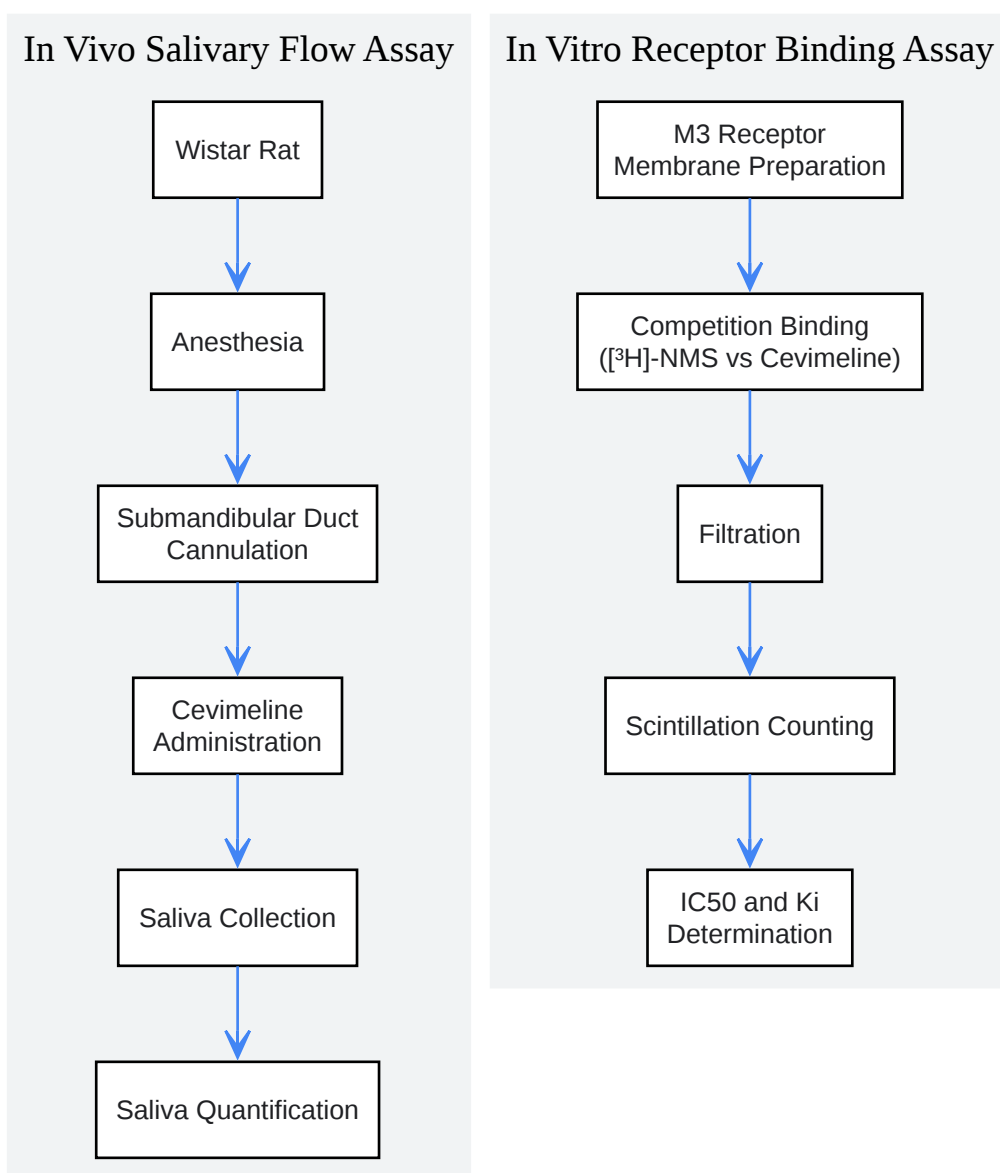 In Vivo Salivary Flow Assay
Wistar Rat
Anesthesia
Submandibular Duct
Cannulation
Cevimeline
Administration
Saliva Collection
Saliva Quantification
In Vitro Receptor Binding Assay
M3 Receptor
Membrane Preparation
Competition Binding
([³H]-NMS vs Cevimeline)
Filtration
Scintillation Counting
IC50 and Ki
Determination